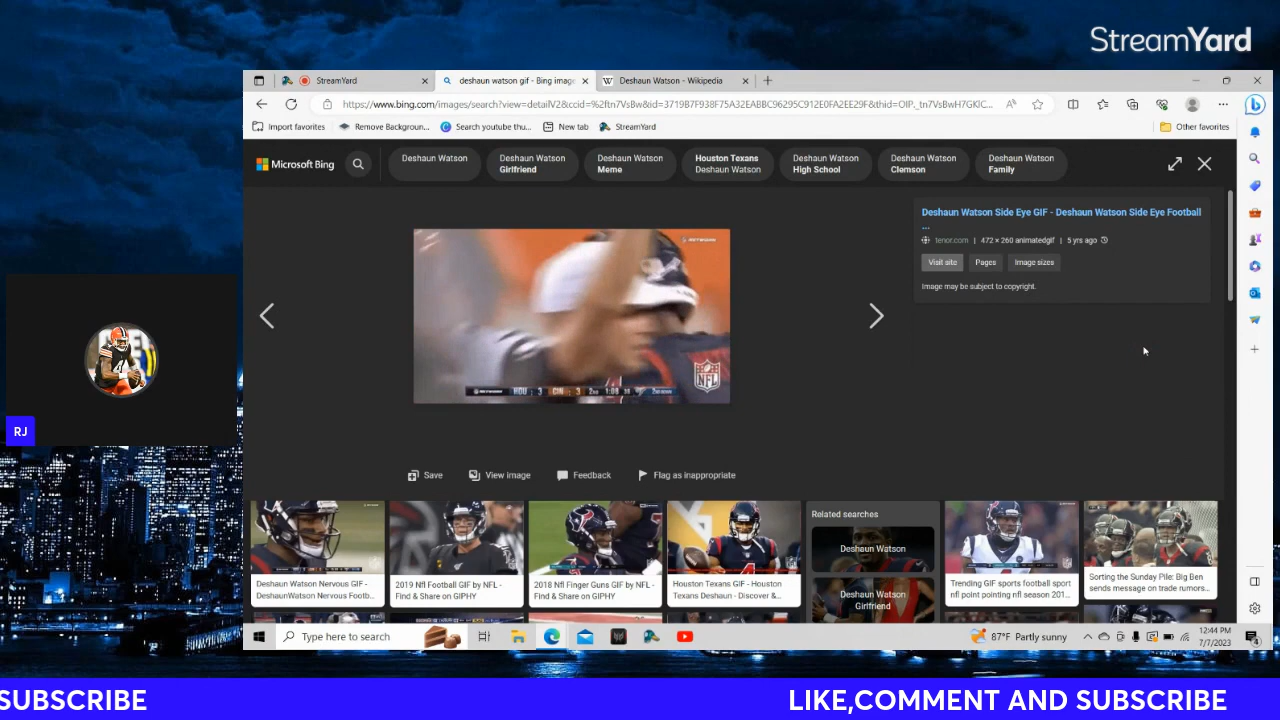 StreamYard
StreamYard
deshaun watson gif - Bing image
Deshaun Watson - Wikipedia
https://www.bing.com/images/search?view=detailV2&ccid=%2ftn7VsBw&id=3719B7F938F75A32EABBC96295C912E0FA2EE29F&thid=OIP._tn7VsBwH7GKIC...
Import favorites
Remove Backgroun...
Search youtube thu...
New tab
StreamYard
Other favorites
Microsoft Bing
Deshaun Watson
Deshaun Watson
Girlfriend
Deshaun Watson
Meme
Houston Texans
Deshaun Watson
Deshaun Watson
High School
Deshaun Watson
Clemson
Deshaun Watson
Family
Deshaun Watson Side Eye GIF - Deshaun Watson Side Eye Football
...
tenor.com | 472 × 260 animatedgif | 5 yrs ago
Visit site
Pages
Image sizes
Image may be subject to copyright.
NFL
HOU 3 CIN 3 2nd 1:08
Save
View image
Feedback
Flag as inappropriate
RJ
Deshaun Watson Nervous GIF -
DeshaunWatson Nervous Footb...
2019 Nfl Football GIF by NFL -
Find & Share on GIPHY
2018 Nfl Finger Guns GIF by NFL -
Find & Share on GIPHY
Houston Texans GIF - Houston
Texans Deshaun - Discover &...
Related searches
Deshaun Watson
Deshaun Watson
Girlfriend
Trending GIF sports football sport
nfl point pointing nfl season 201...
Sorting the Sunday Pile: Big Ben
sends message on trade rumors...
Type here to search
87°F Partly sunny
12:44 PM
7/7/2023
4
SUBSCRIBE
LIKE,COMMENT AND SUBSCRIBE